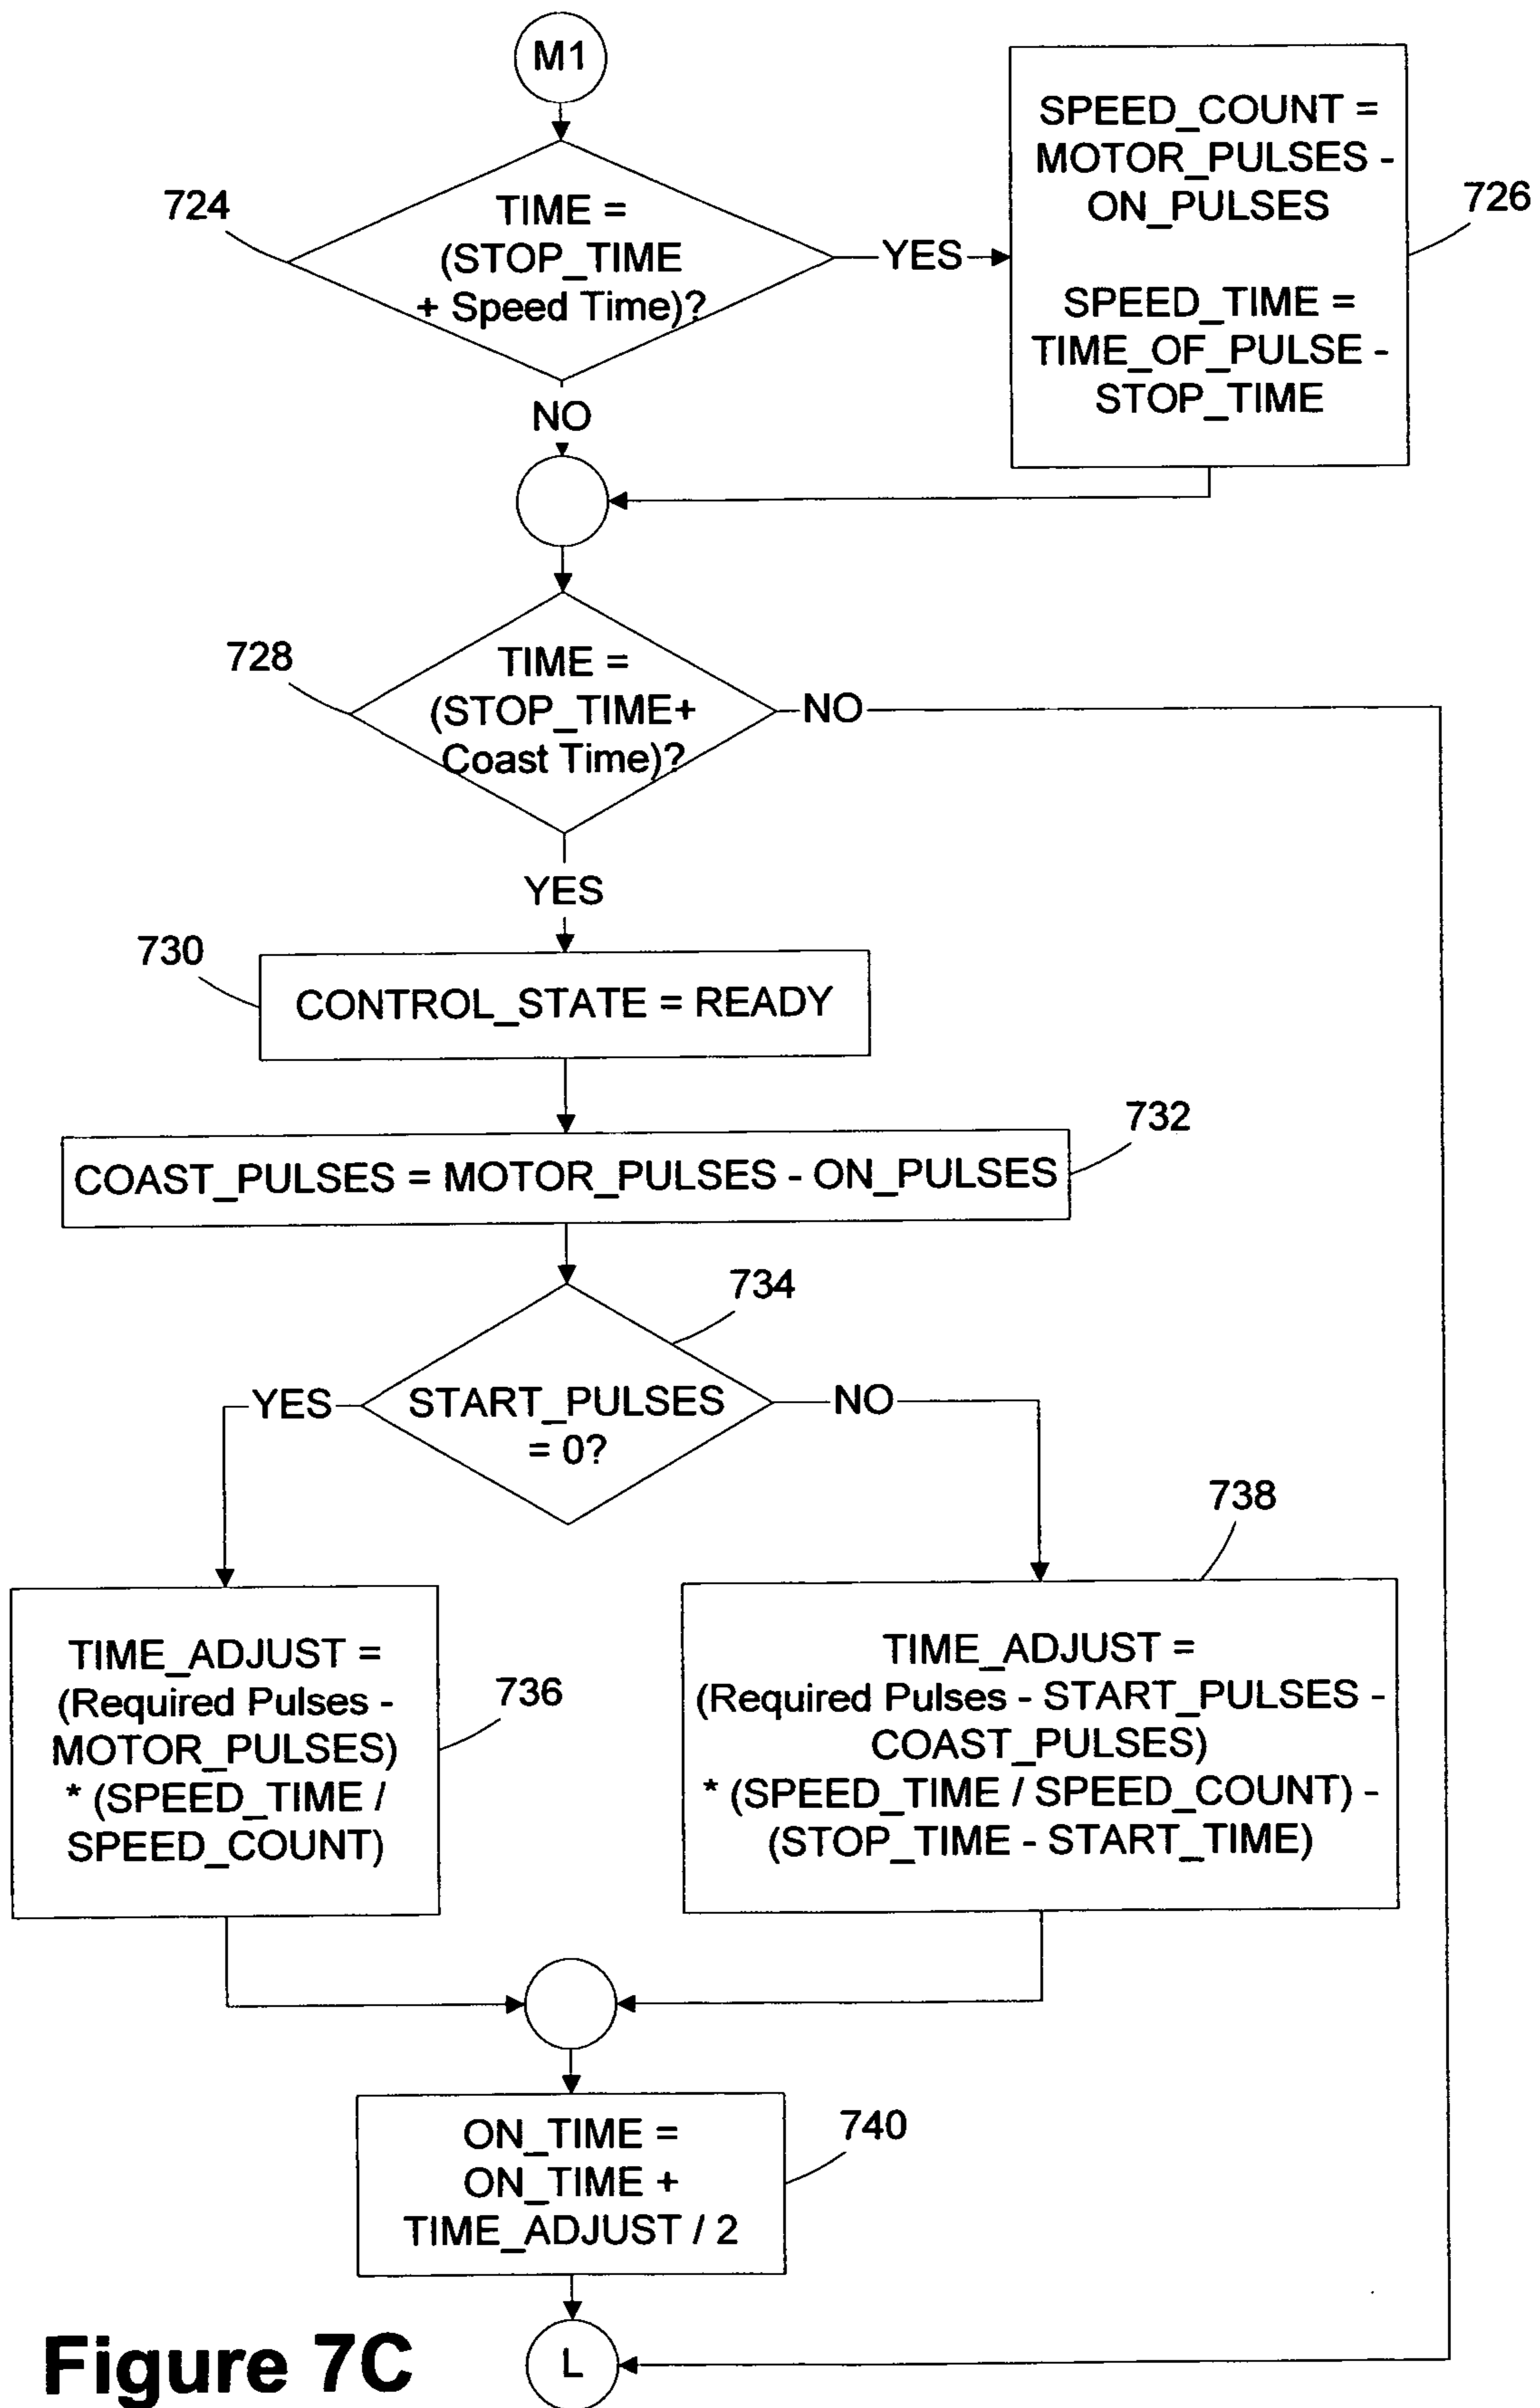 M1
724
TIME =
(STOP_TIME
+ Speed Time)?
YES
SPEED_COUNT =
MOTOR_PULSES -
ON_PULSES
SPEED_TIME =
TIME_OF_PULSE -
STOP_TIME
726
NO
728
TIME =
(STOP_TIME+
Coast Time)?
NO
YES
730
CONTROL_STATE = READY
732
COAST_PULSES = MOTOR_PULSES - ON_PULSES
734
START_PULSES
= 0?
YES
NO
736
TIME_ADJUST =
(Required Pulses -
MOTOR_PULSES)
* (SPEED_TIME /
SPEED_COUNT)
738
TIME_ADJUST =
(Required Pulses - START_PULSES -
COAST_PULSES)
* (SPEED_TIME / SPEED_COUNT) -
(STOP_TIME - START_TIME)
740
ON_TIME =
ON_TIME +
TIME_ADJUST / 2
L
Figure 7C